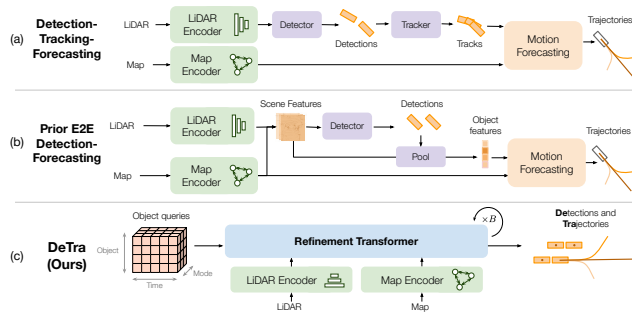 (a)
Detection-
Tracking-
Forecasting
LiDAR
LiDAR
Encoder
Detector
Detections
Tracker
Tracks
Map
Map
Encoder
Motion
Forecasting
Trajectories
(b)
Prior E2E
Detection-
Forecasting
LiDAR
LiDAR
Encoder
Scene Features
Detector
Detections
Pool
Object
features
Map
Map
Encoder
Motion
Forecasting
Trajectories
(c)
DeTra
(Ours)
Object queries
Object
Time
Mode
Refinement Transformer
×B
LiDAR Encoder
Map Encoder
LiDAR
Map
Detections and
Trajectories